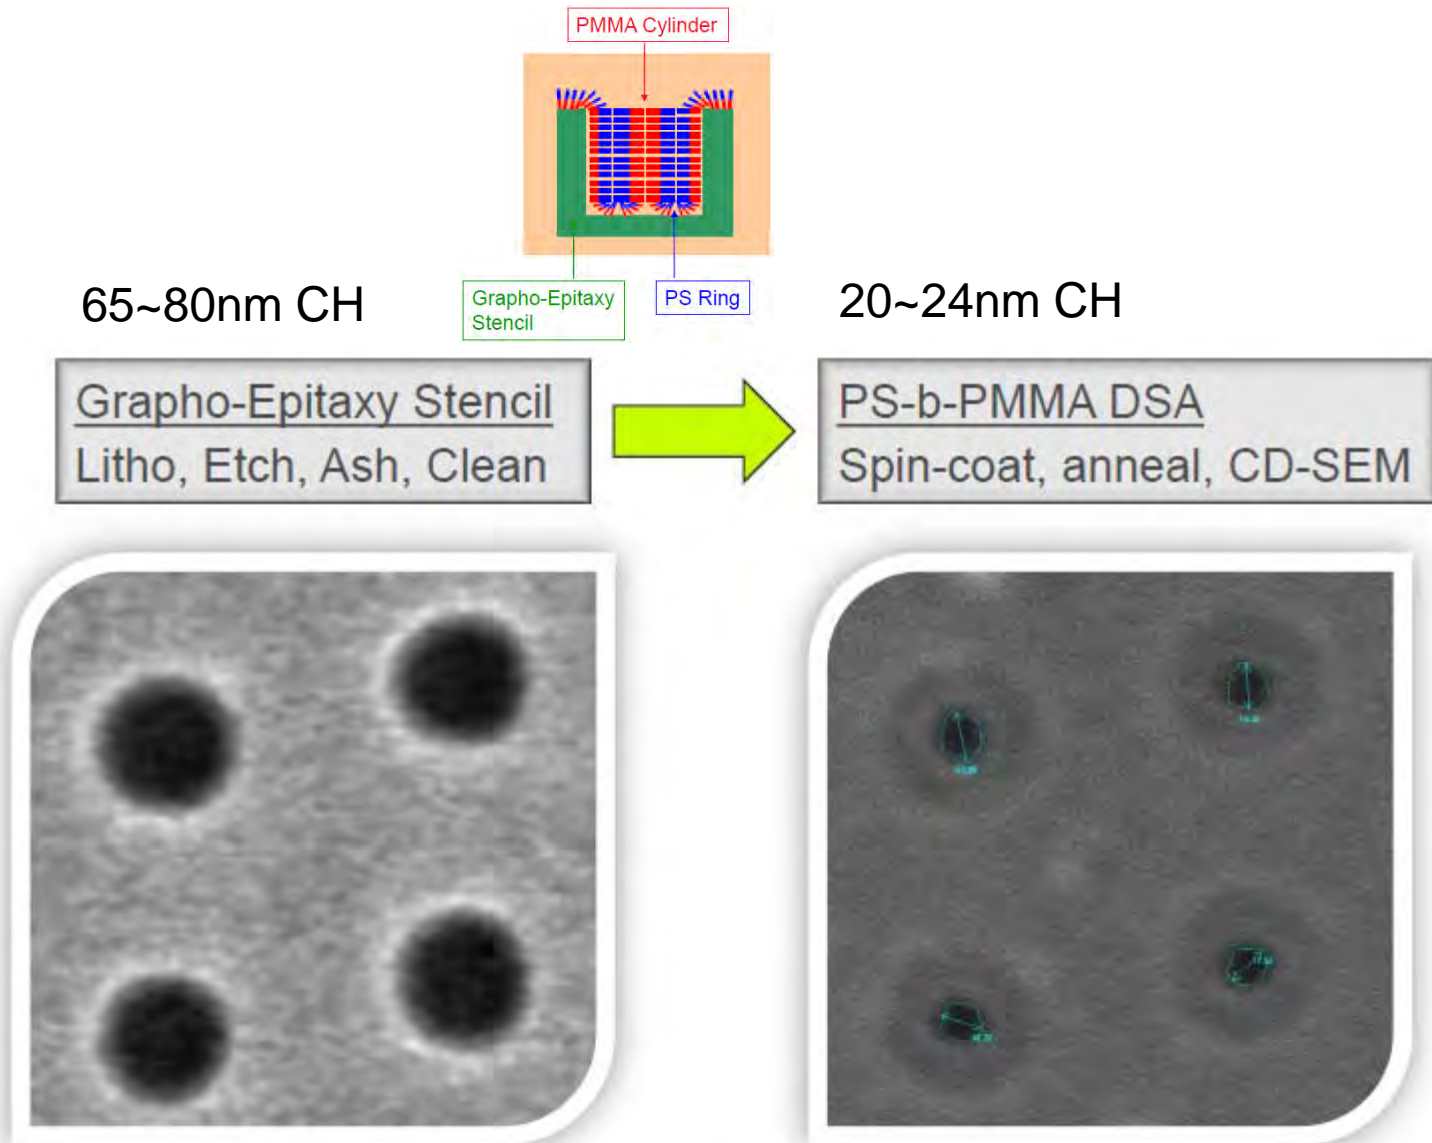 PMMA Cylinder
Grapho-Epitaxy
Stencil
PS Ring
65~80nm CH
20~24nm CH
Grapho-Epitaxy Stencil
Litho, Etch, Ash, Clean
PS-b-PMMA DSA
Spin-coat, anneal, CD-SEM